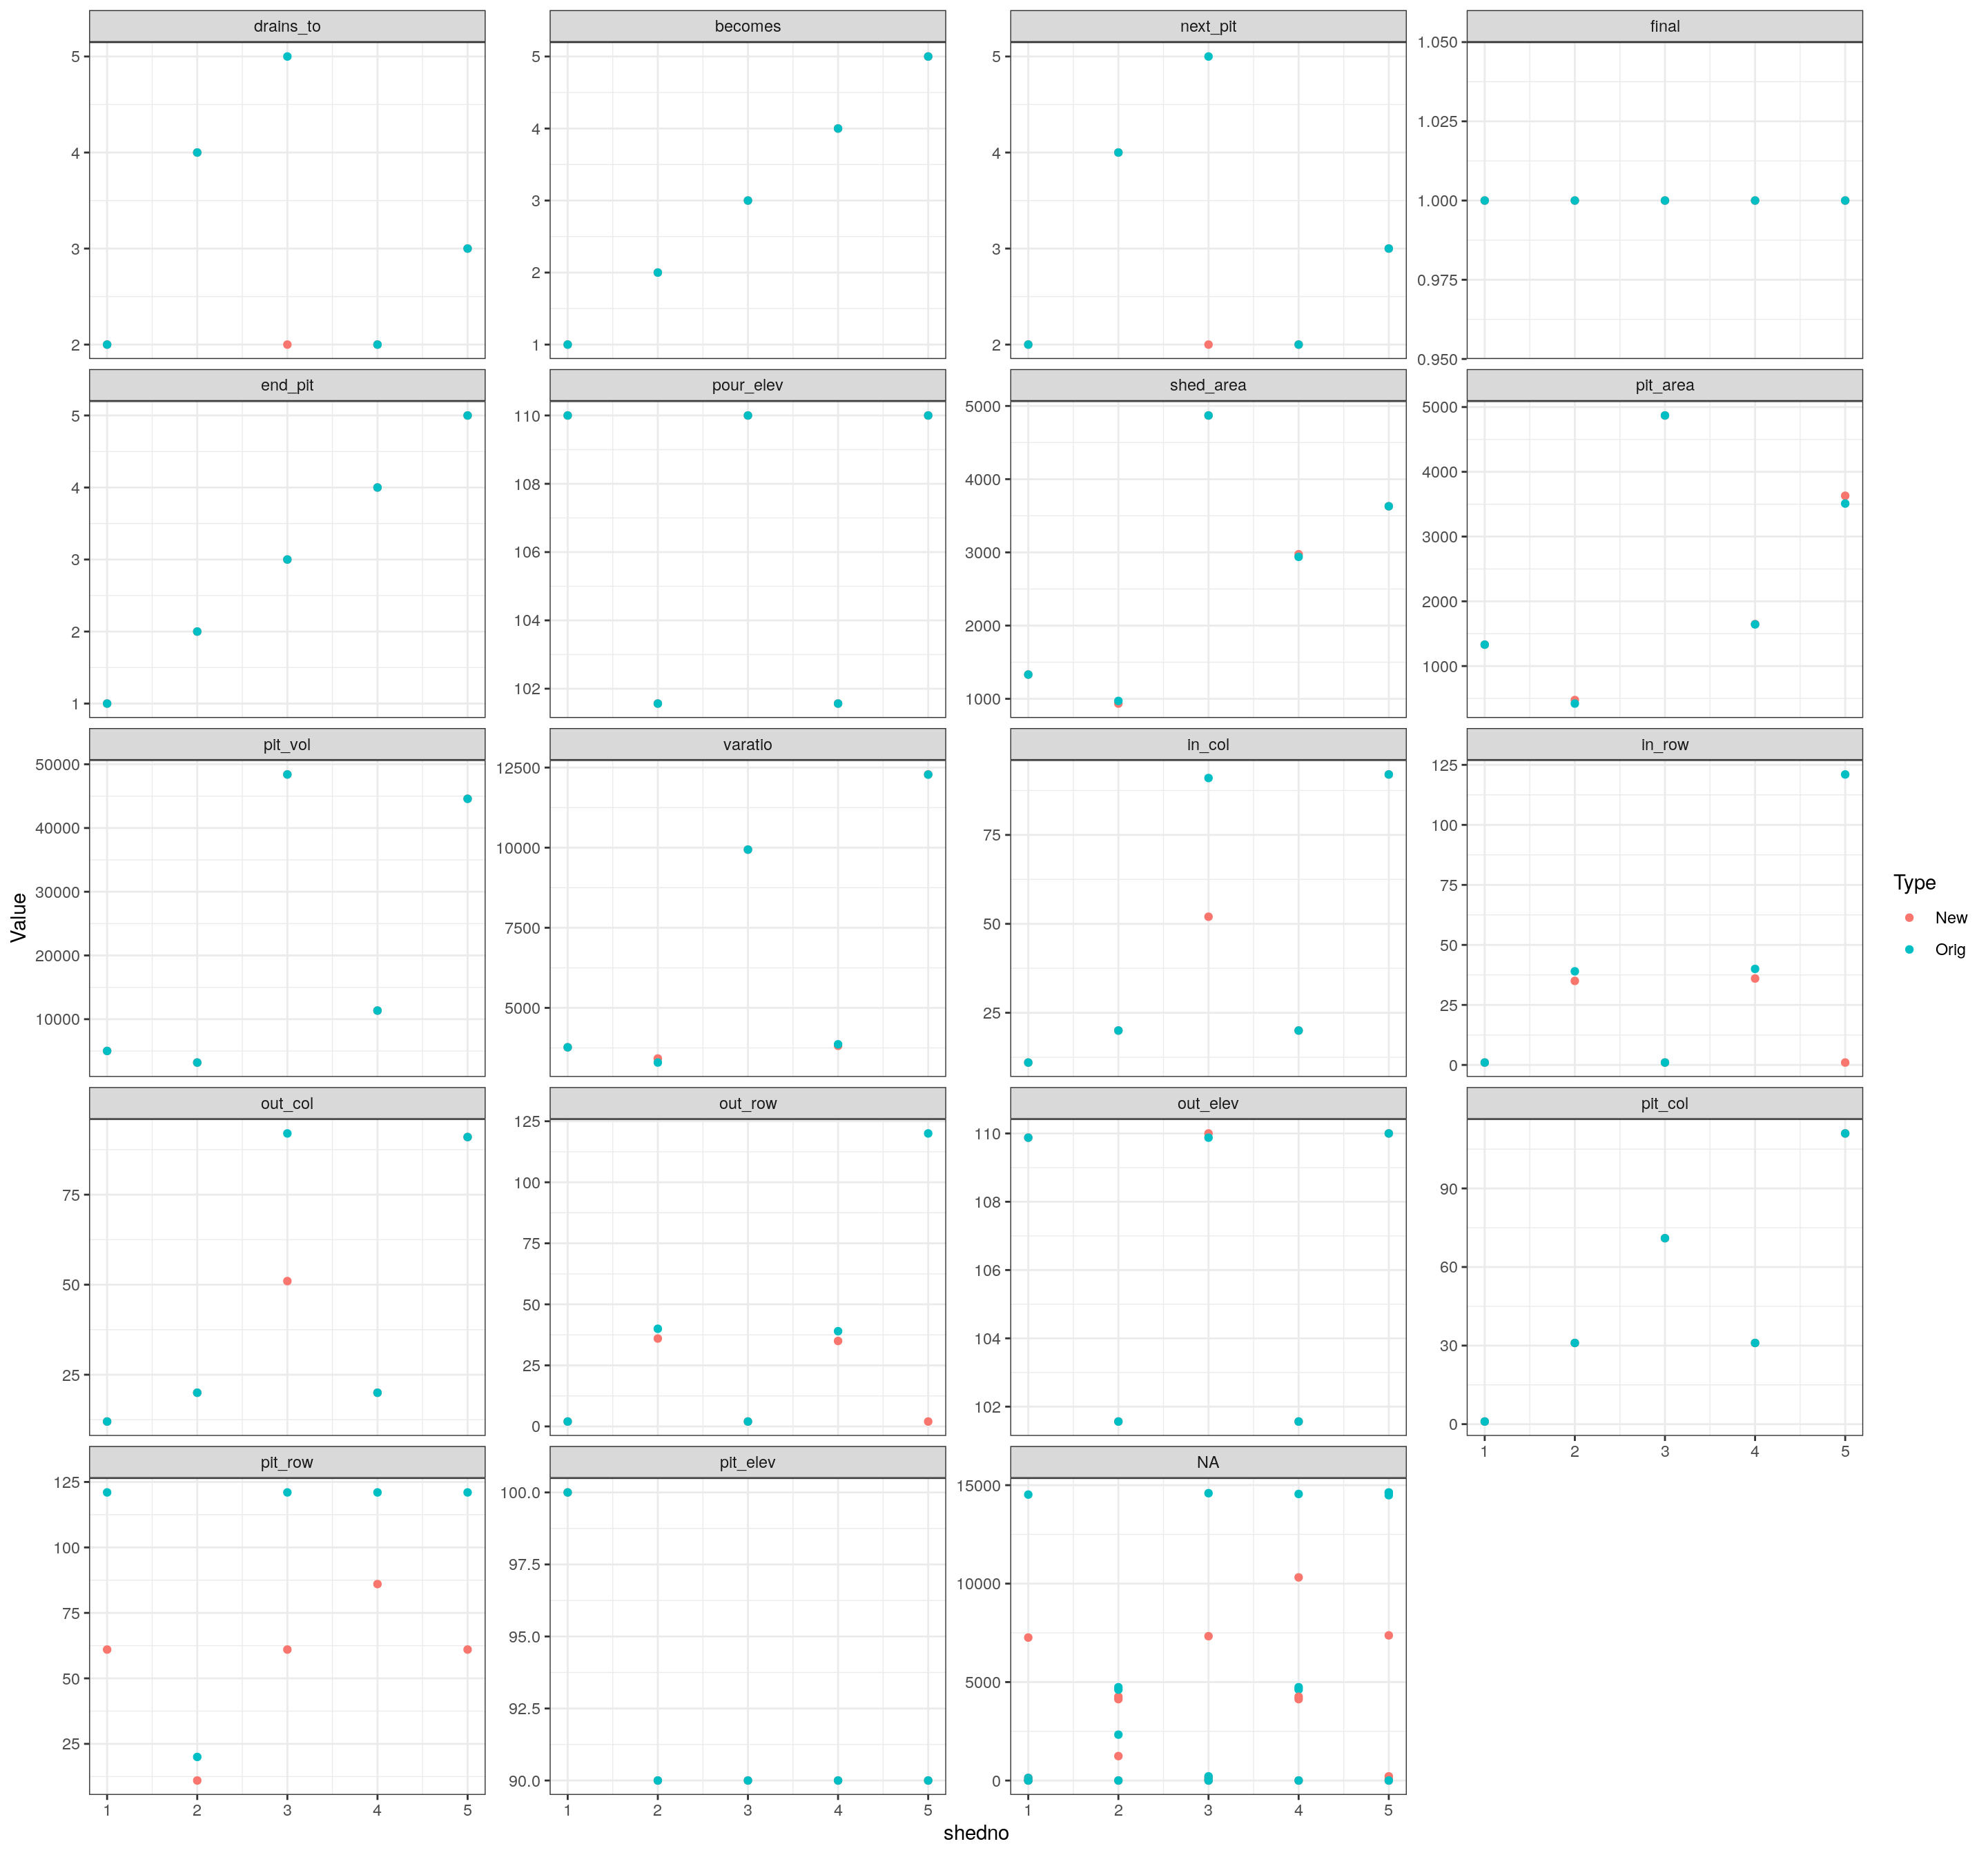 drains_to becomes next_pit final
5 5 5 1.050
4 4 4 1.025
3 3 3 1.000
2 2 2 0.975
1 0.950
end_pit pour_elev shed_area pit_area
5 110 5000 5000
4 108 4000 4000
3 106 3000 3000
2 104 2000 2000
1 102 1000 1000
pit_vol varatio in_col in_row
50000 12500 75 125
40000 10000 50 100
30000 7500 25 75
20000 5000 50
10000 25
0
out_col out_row out_elev pit_col
75 125 110 90
50 100 108 60
25 75 106 30
50 104 0
25 102
0
1 2 3 4 5
pit_row pit_elev NA
125 100.0 15000
100 97.5 10000
75 95.0 5000
50 92.5 0
25 90.0
1 2 3 4 5 1 2 3 4 5 1 2 3 4 5
shedno
Value
Type
New
Orig